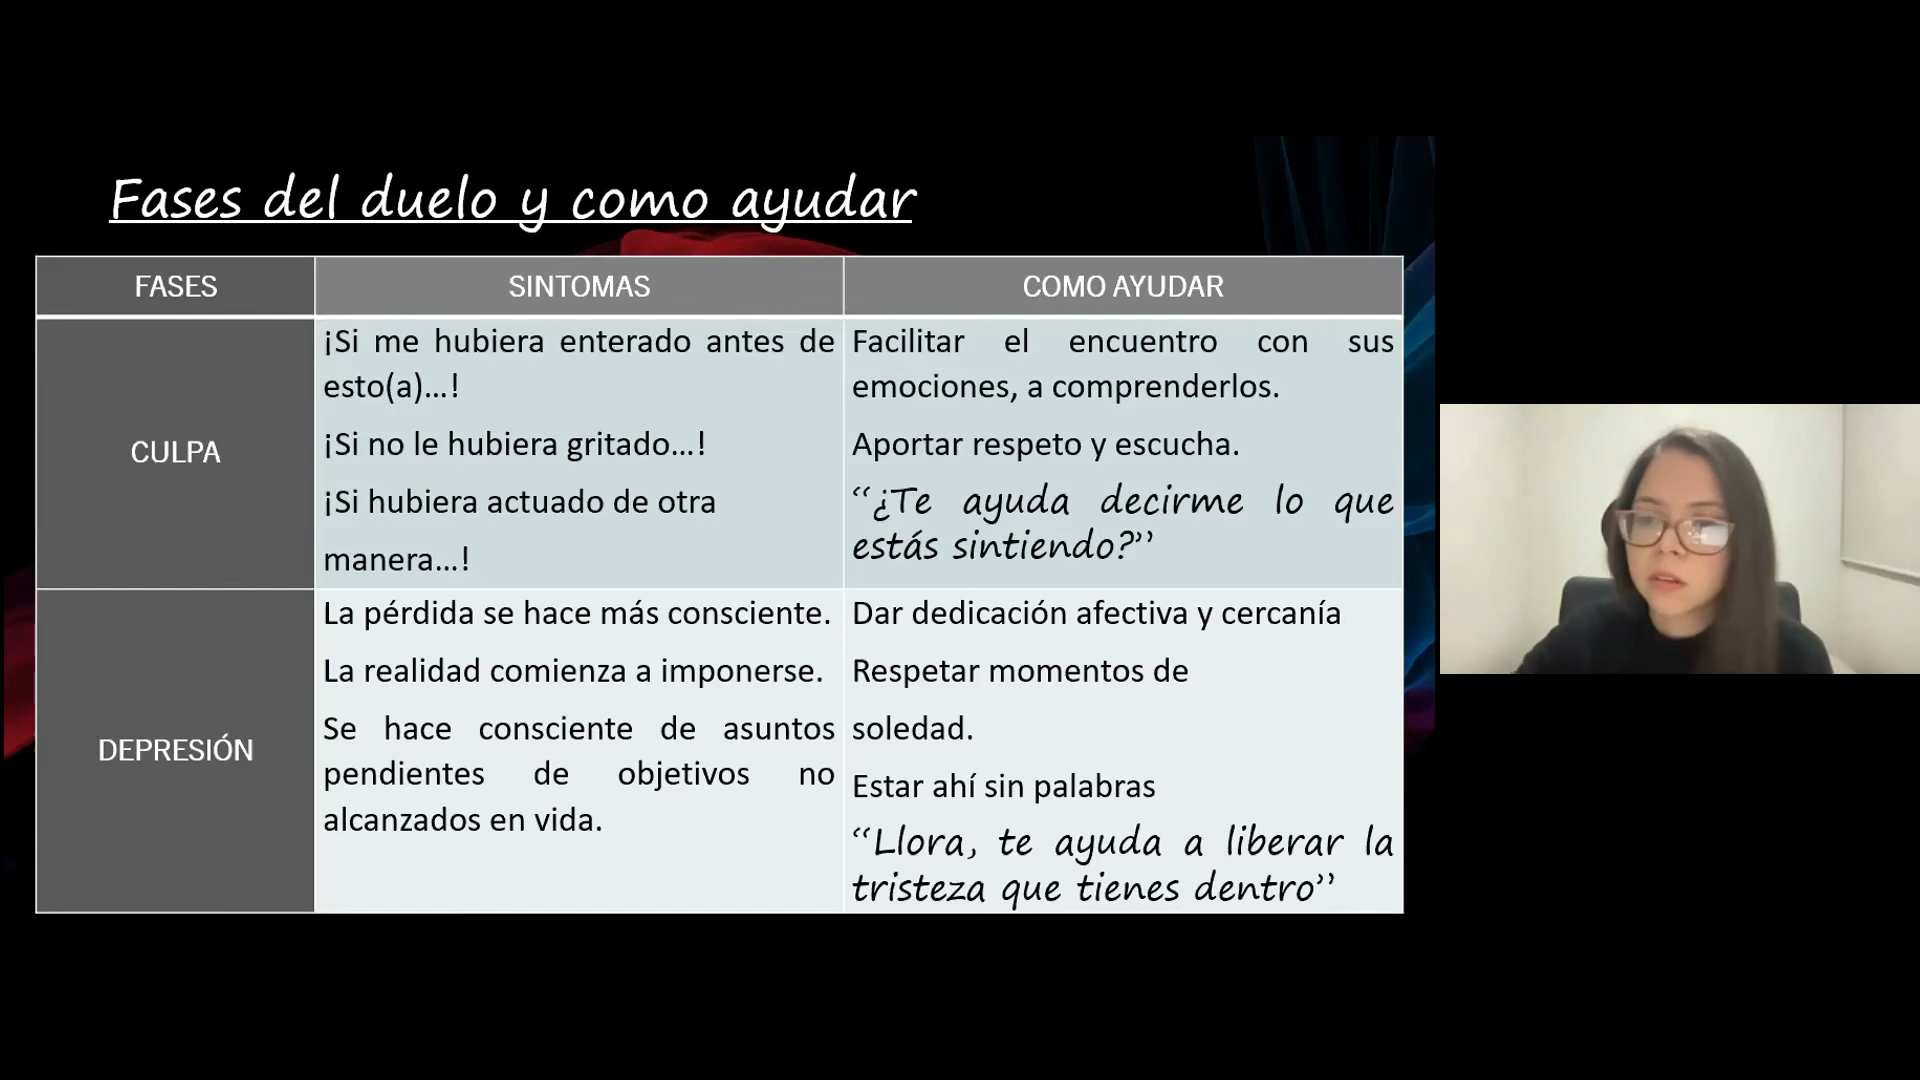 Fases del duelo y como ayudar
FASES
SINTOMAS
COMO AYUDAR
CULPA
¡Si me hubiera enterado antes de
esto(a)...!
¡Si no le hubiera gritado...!
¡Si hubiera actuado de otra
manera...!
Facilitar el encuentro con sus
emociones, a comprenderlos.
Aportar respeto y escucha.
“¿Te ayuda decirme lo que
estás sintiendo?”
DEPRESIÓN
La pérdida se hace más consciente.
La realidad comienza a imponerse.
Se hace consciente de asuntos
pendientes de objetivos no
alcanzados en vida.
Dar dedicación afectiva y cercanía
Respetar momentos de
soledad.
Estar ahí sin palabras
“Llora, te ayuda a liberar la
tristeza que tienes dentro”